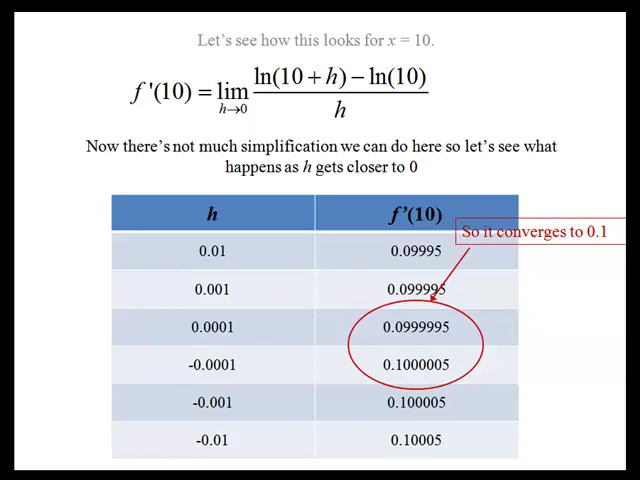 Let's see how this looks for x = 10.
f '(10) = lim h→0 ln(10 + h) − ln(10) / h
Now there's not much simplification we can do here so let's see what
happens as h gets closer to 0
h f'(10)
So it converges to 0.1
0.01 0.09995
0.001 0.099995
0.0001 0.0999995
-0.0001 0.1000005
-0.001 0.100005
-0.01 0.10005